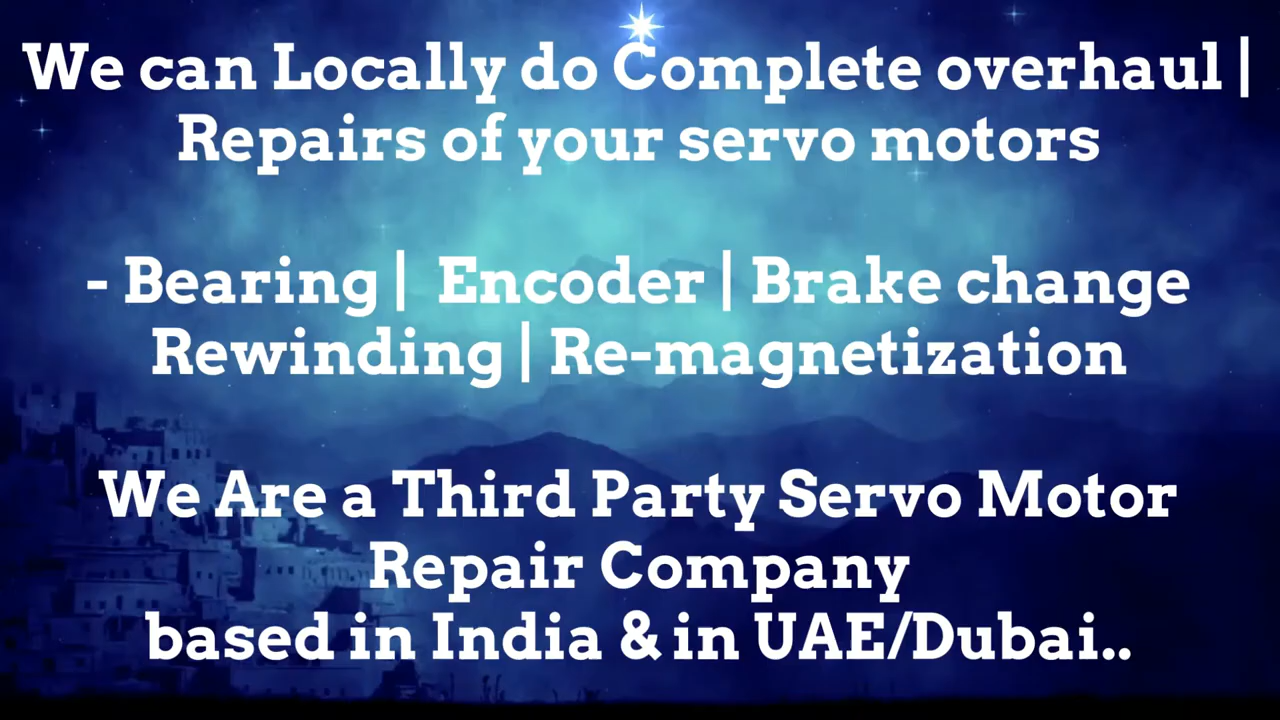 We can Locally do Complete overhaul |
Repairs of your servo motors
- Bearing | Encoder | Brake change
Rewinding | Re-magnetization
We Are a Third Party Servo Motor
Repair Company
based in India & in UAE/Dubai..